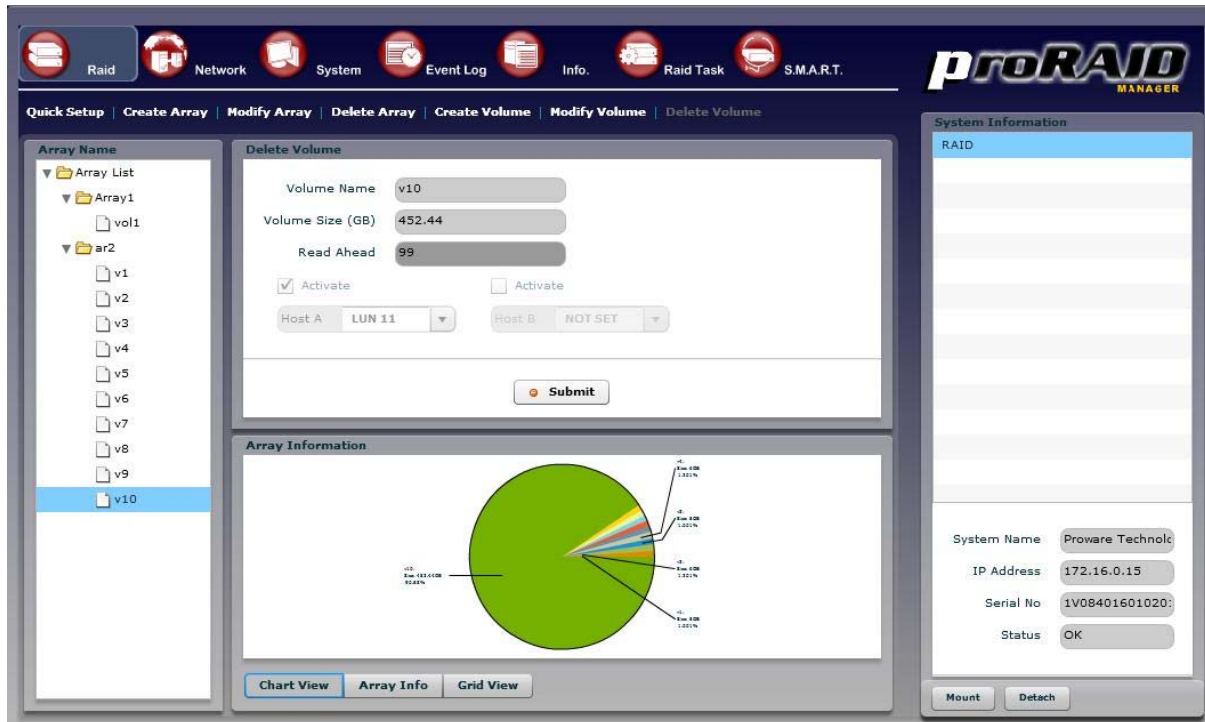 Raid
Network
System
Event Log
Info.
Raid Task
S.M.A.R.T.
proRAID
MANAGER
Quick Setup | Create Array | Modify Array | Delete Array | Create Volume | Modify Volume | Delete Volume
Array Name
Array List
Array1
vol1
ar2
v1
v2
v3
v4
v5
v6
v7
v8
v9
v10
Delete Volume
Volume Name v10
Volume Size (GB) 452.44
Read Ahead 99
Activate
Activate
Host A LUN 11
Host B NOT SET
Submit
Array Information
Chart View
Array Info
Grid View
System Information
RAID
System Name Proware Technolc
IP Address 172.16.0.15
Serial No 1V08401601020:
Status OK
Mount
Detach